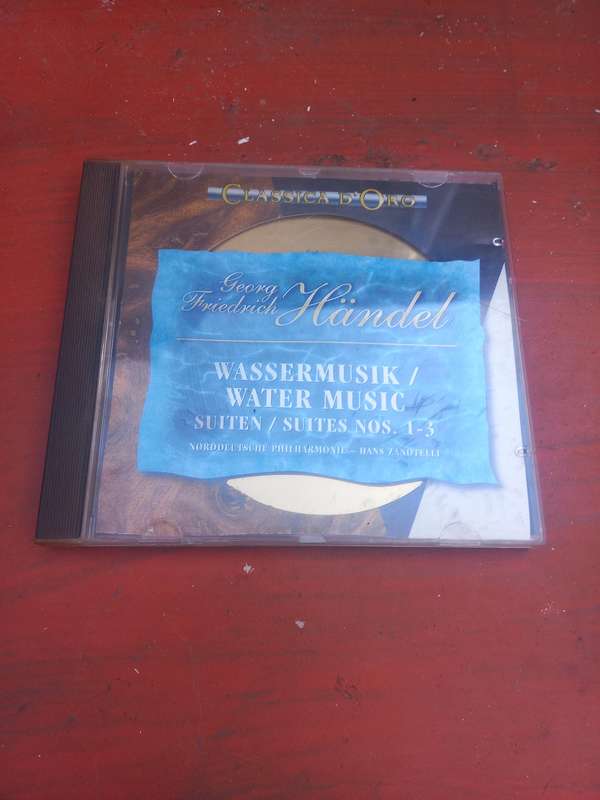 CLASSICA D'ORO
Georg
Friedrich Händel
WASSERMUSIK /
WATER MUSIC
SUITEN / SUITES NOS. 1-3
NORDDEUTSCHE PHILHARMONIE – HANS ZANOTELLI